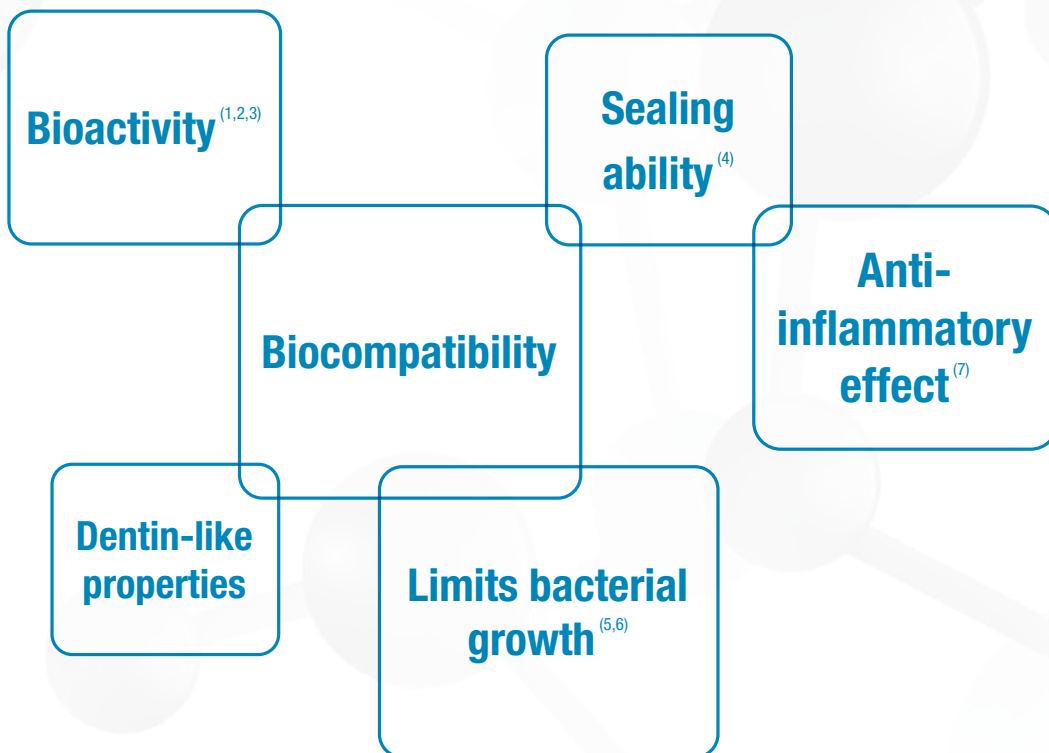 Bioactivity (1,2,3)
Sealing
ability (4)
Anti-
inflammatory
effect (7)
Biocompatibility
Dentin-like
properties
Limits bacterial
growth (5,6)